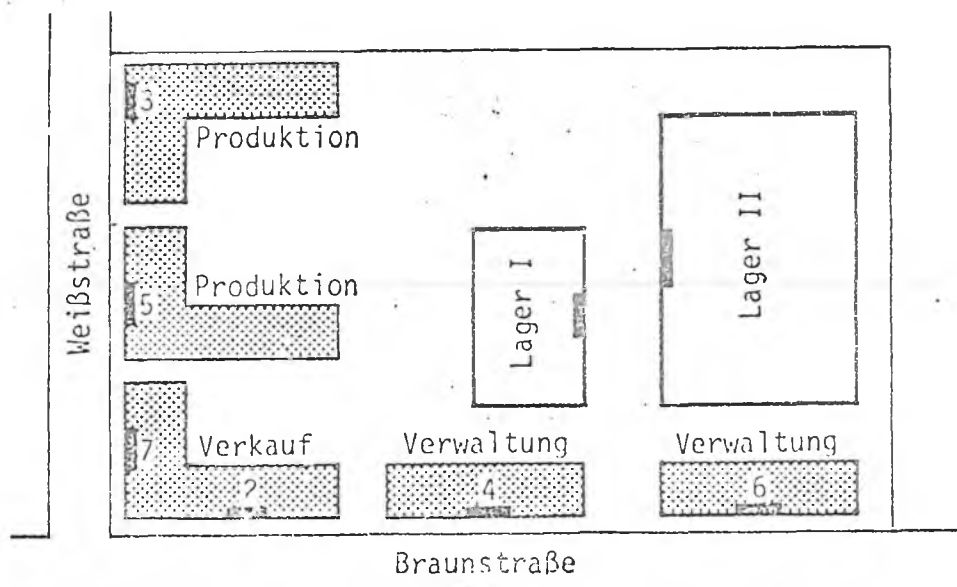 3
Produktion
Weißstraße
Produktion
5
Lager I
Lager II
7
Verkauf
Verwaltung
Verwaltung
2
4
6
Braunstraße